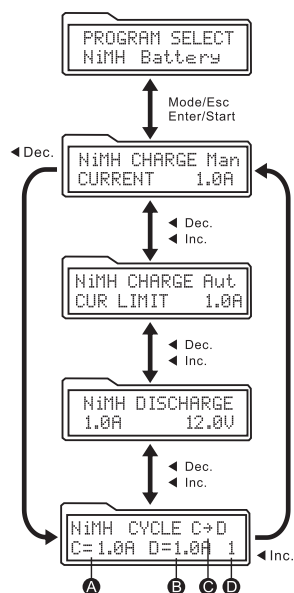 PROGRAM SELECT
NiMH Battery
Mode/Esc
Enter/Start
◄ Dec.
NiMH CHARGE Man
CURRENT 1.0A
◄ Dec.
◄ Inc.
NiMH CHARGE Aut
CUR LIMIT 1.0A
◄ Dec.
◄ Inc.
NiMH DISCHARGE
1.0A 12.0V
◄ Dec.
◄ Inc.
NiMH CYCLE C→D
C= 1.0A D=1.0A 1
◄ Inc.
A B C D